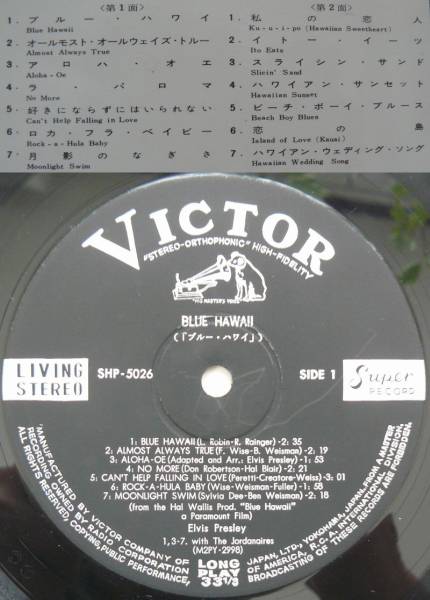 〈第1面〉
1. ブルー・ハワイ
Blue Hawaii
2. オールモスト・オールウェイズ・トルー
Almost Always True
3. アロハ・オエ
Aloha-Oe
4. ラ・パロマ
No More
5. 好きにならずにはいられない
Can't Help Falling in Love
6. ロカ・フラ・ベイビー
Rock-a-Hula Baby
7. 月影のなぎさ
Moonlight Swim
〈第2面〉
1. 私の恋人
Ku-u-i-po (Hawaiian Sweetheart)
2. イトー・イーツ
Ito Eats
3. スライシン・サンド
Slicin' Sand
4. ハワイアン・サンセット
Hawaiian Sunset
5. ビーチ・ボーイ・ブルース
Beach Boy Blues
6. 恋の島
Island of Love (Kauai)
7. ハワイアン・ウェディング・ソング
Hawaiian Wedding Song
VICTOR
"STEREO-ORTHOPHONIC" HIGH-FIDELITY
"HIS MASTER'S VOICE"
BLUE HAWAII
(「ブルー・ハワイ」)
LIVING STEREO
SHP-5026
SIDE 1
Super RECORD
1: BLUE HAWAII (L. Robin-R. Rainger) -2: 35
2: ALMOST ALWAYS TRUE (F. Wise-B. Weisman) -2: 19
3: ALOHA-OE (Adapted and Arr.: Elvis Presley) -1: 53
4: NO MORE (Don Robertson-Hal Blair) -2: 21
5: CAN'T HELP FALLING IN LOVE (Peretti-Creatore-Weiss) -3: 01
6: ROCK-A-HULA BABY (Wise-Weisman-Fuller) -1: 58
7: MOONLIGHT SWIM (Sylvia Dee-Ben Weisman) -2: 18
(from the Hal Wallis Prod. "Blue Hawaii"
a Paramount Film)
Elvis Presley
1, 3-7. with The Jordanaires
(M2PY-2998)
LONG PLAY 33 1/3
MANUFACTURED BY VICTOR COMPANY OF JAPAN, LTD., YOKOHAMA, JAPAN, FROM A MASTER
RECORDING OWNED BY RADIO CORPORATION OF AMERICA, RCA INTERNATIONAL DIVISION.
ALL RIGHTS RESERVED, COPYING, PUBLIC PERFORMANCE, BROADCASTING OF THESE RECORDS ARE FORBIDDEN.